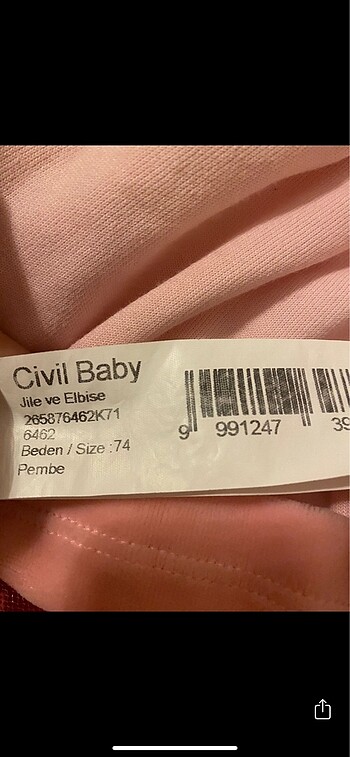 Civil Baby
Jile ve Elbise
265876462K71
6462
Beden / Size :74
Pembe
9 991247 39